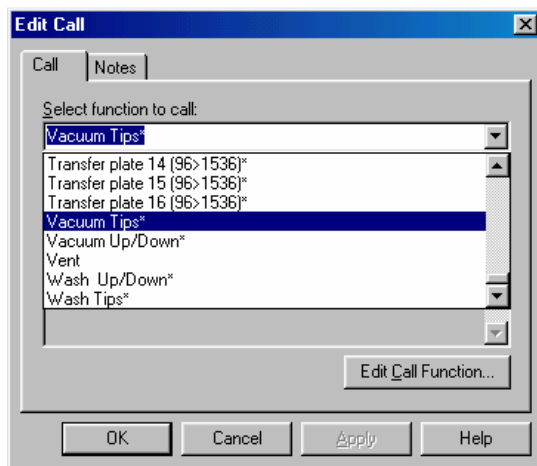 Edit Call
Call Notes
Select function to call:
Vacuum Tips*
Transfer plate 14 (96>1536)*
Transfer plate 15 (96>1536)*
Transfer plate 16 (96>1536)*
Vacuum Tips*
Vacuum Up/Down*
Vent
Wash  Up/Down*
Wash Tips*
Edit Call Function...
OK Cancel Apply Help